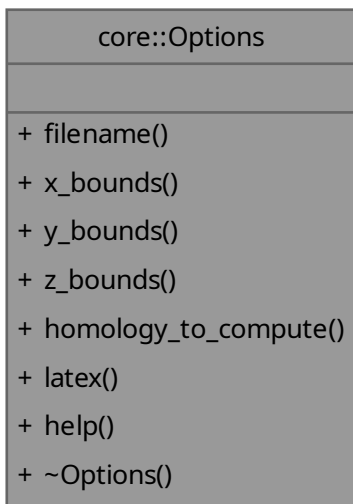 core::Options
+ filename()
+ x_bounds()
+ y_bounds()
+ z_bounds()
+ homology_to_compute()
+ latex()
+ help()
+ ~Options()